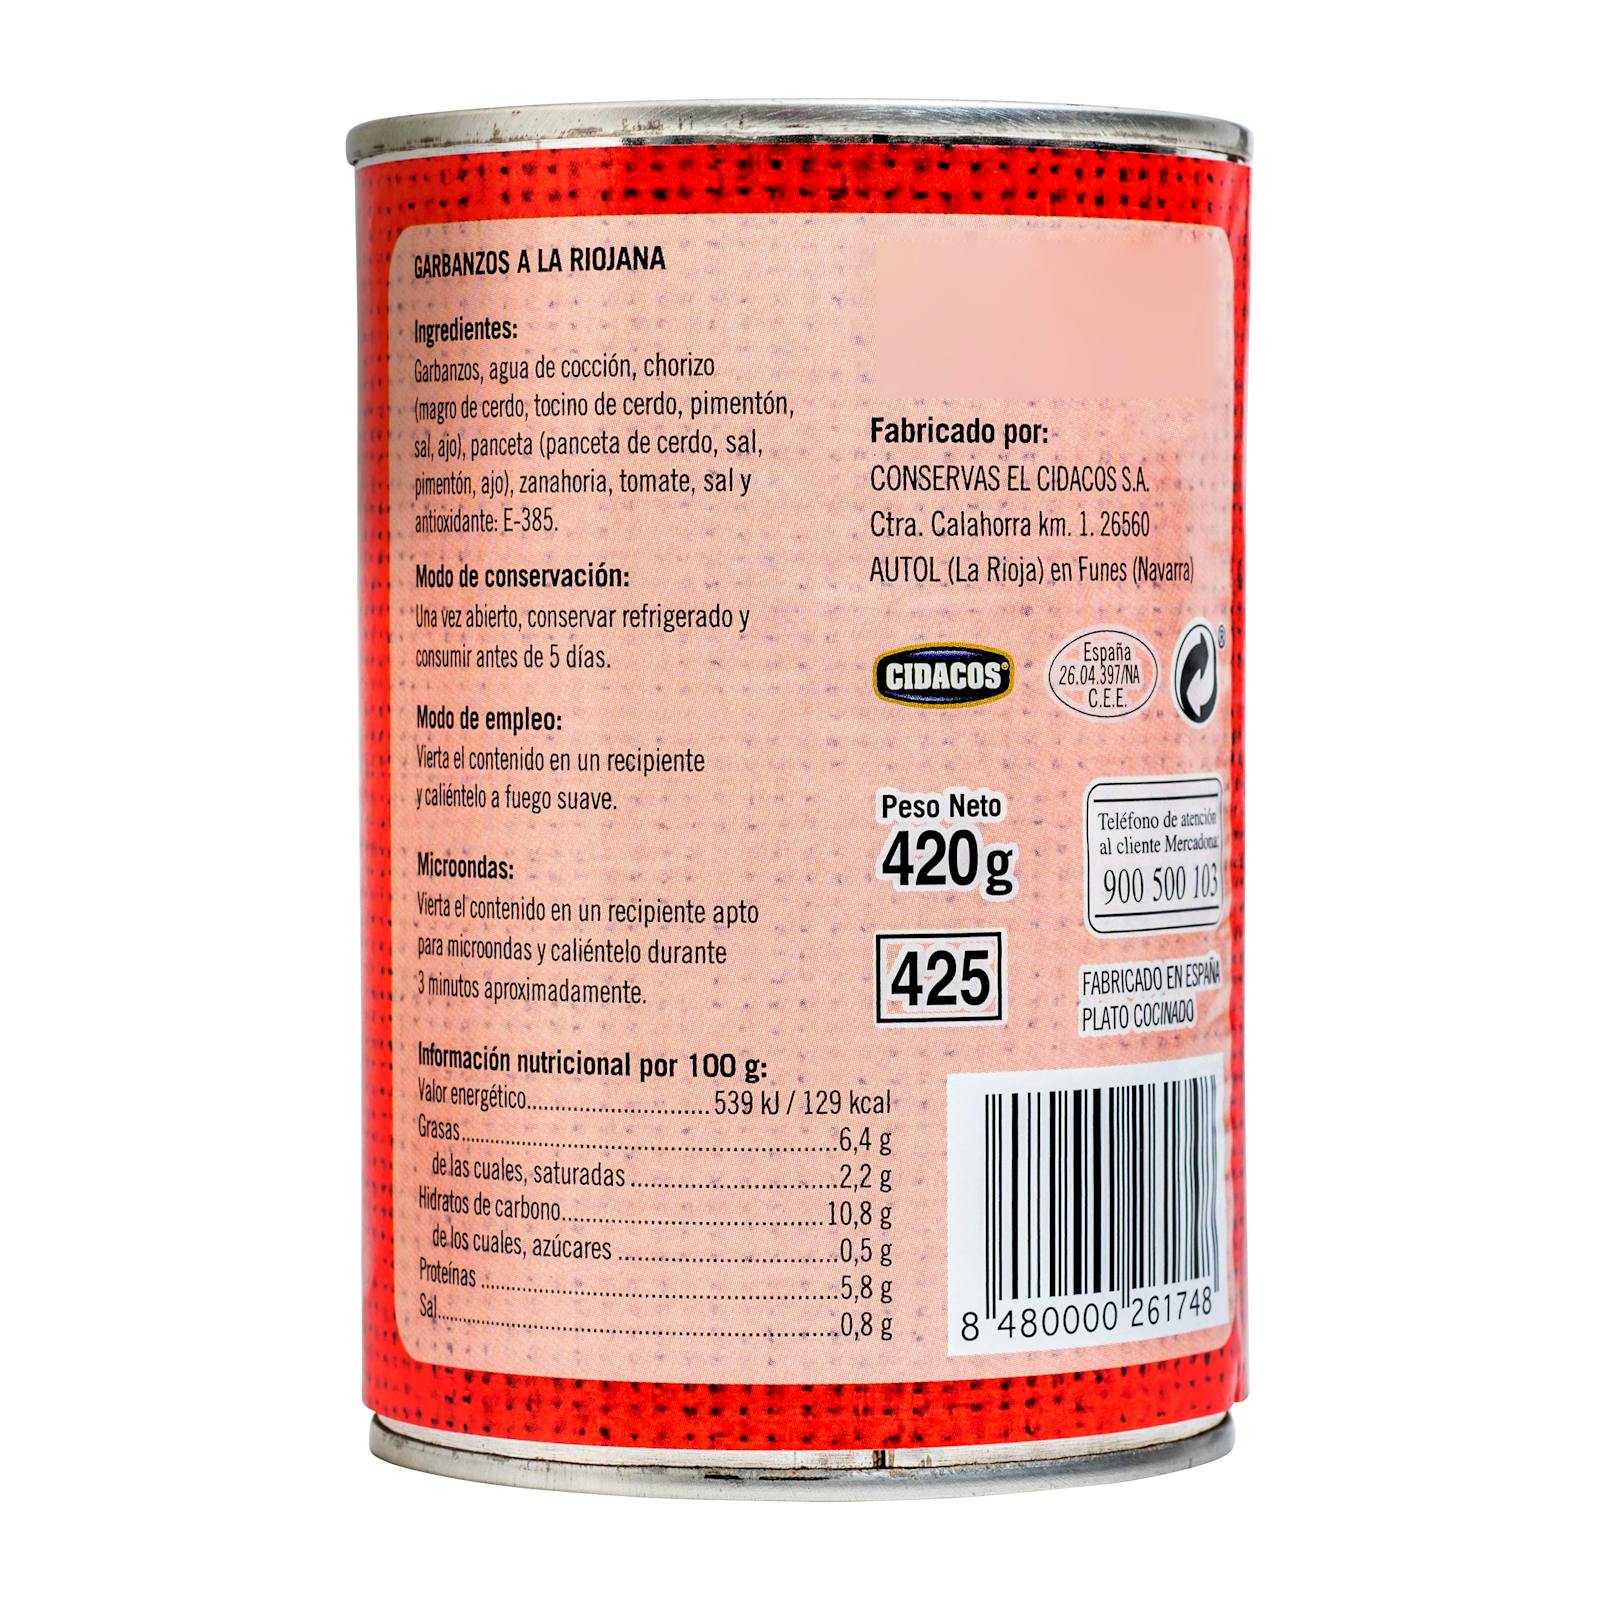 GARBANZOS A LA RIOJANA
Ingredientes:
Garbanzos, agua de cocción, chorizo
(magro de cerdo, tocino de cerdo, pimentón,
sal, ajo), panceta (panceta de cerdo, sal,
pimentón, ajo), zanahoria, tomate, sal y
antioxidante: E-385.
Modo de conservación:
Una vez abierto, conservar refrigerado y
consumir antes de 5 días.
Modo de empleo:
Vierta el contenido en un recipiente
y caliéntelo a fuego suave.
Microondas:
Vierta el contenido en un recipiente apto
para microondas y caliéntelo durante
3 minutos aproximadamente.
Información nutricional por 100 g:
Valor energético.......................... 539 kJ / 129 kcal
Grasas......................................................6,4 g
de las cuales, saturadas ..............................2,2 g
Hidratos de carbono.....................................10,8 g
de los cuales, azúcares ...............................0,5 g
Proteínas ...................................................5,8 g
Sal............................................................0,8 g
Fabricado por:
CONSERVAS EL CIDACOS S.A.
Ctra. Calahorra km. 1. 26560
AUTOL (La Rioja) en Funes (Navarra)
CIDACOS®
España
26.04.397/NA
C.E.E.
®
Peso Neto
420 g
425
Teléfono de atención
al cliente Mercadona:
900 500 103
FABRICADO EN ESPAÑA
PLATO COCINADO
8 480000 261748